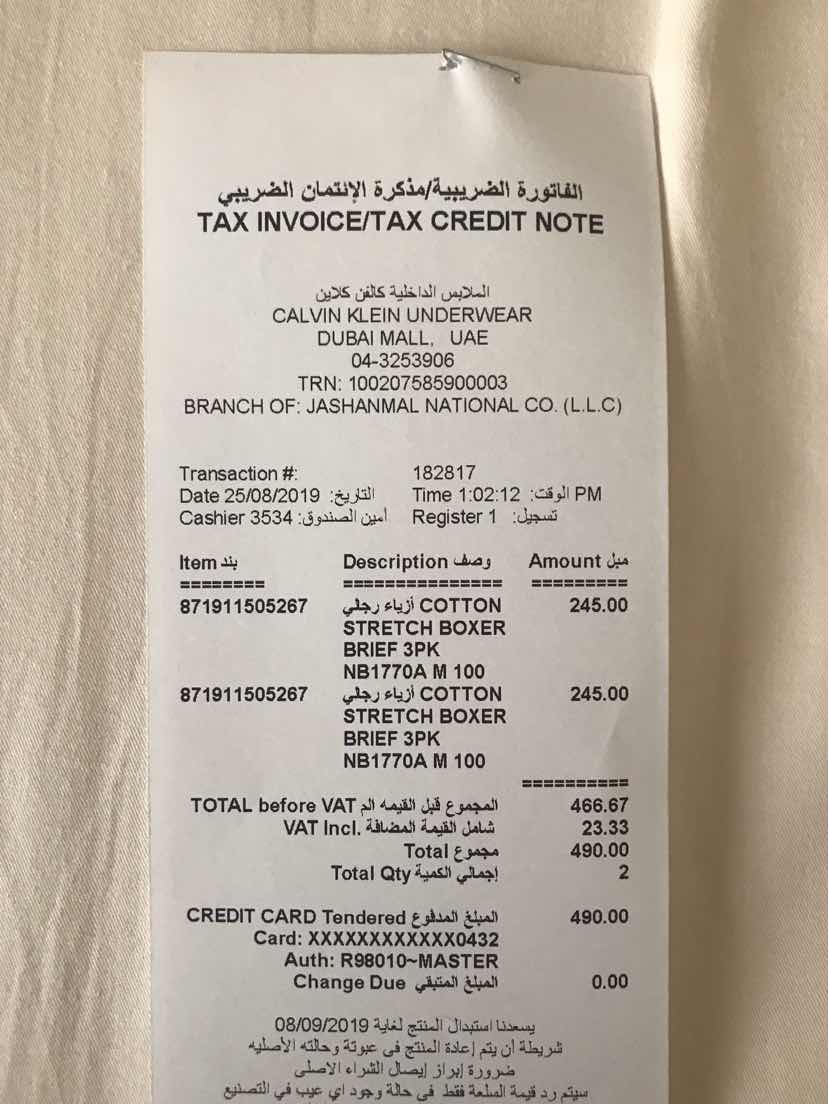 الفاتورة الضريبية/مذكرة الإئتمان الضريبي
TAX INVOICE/TAX CREDIT NOTE
الملابس الداخلية كالفن كلاين
CALVIN KLEIN UNDERWEAR
DUBAI MALL, UAE
04-3253906
TRN: 100207585900003
BRANCH OF: JASHANMAL NATIONAL CO. (L.L.C)
Transaction #: 182817
Date 25/08/2019 التاريخ: Time 1:02:12 الوقت: PM
Cashier 3534 أمين الصندوق: Register 1 تسجيل:
Item بند Description وصف Amount مبل
======== =============== =========
871911505267 أزياء رجالي COTTON 245.00
STRETCH BOXER
BRIEF 3PK
NB1770A M 100
871911505267 أزياء رجالي COTTON 245.00
STRETCH BOXER
BRIEF 3PK
NB1770A M 100
==========
TOTAL before VAT المجموع قبل القيمه الم 466.67
VAT Incl. شامل القيمة المضافة 23.33
Total مجموع 490.00
Total Qty إجمالي الكمية 2
CREDIT CARD Tendered المبلغ المدفوع 490.00
Card: XXXXXXXXXXXX0432
Auth: R98010~MASTER
Change Due المبلغ المتبقي 0.00
يسعدنا استبدال المنتج لغاية 08/09/2019
شريطة أن يتم إعادة المنتج في عبوتة وحالته الأصليه
ضرورة إبراز إيصال الشراء الاصلى
سيتم رد قيمة السلعة فقط في حالة وجود اي عيب في التصنيع